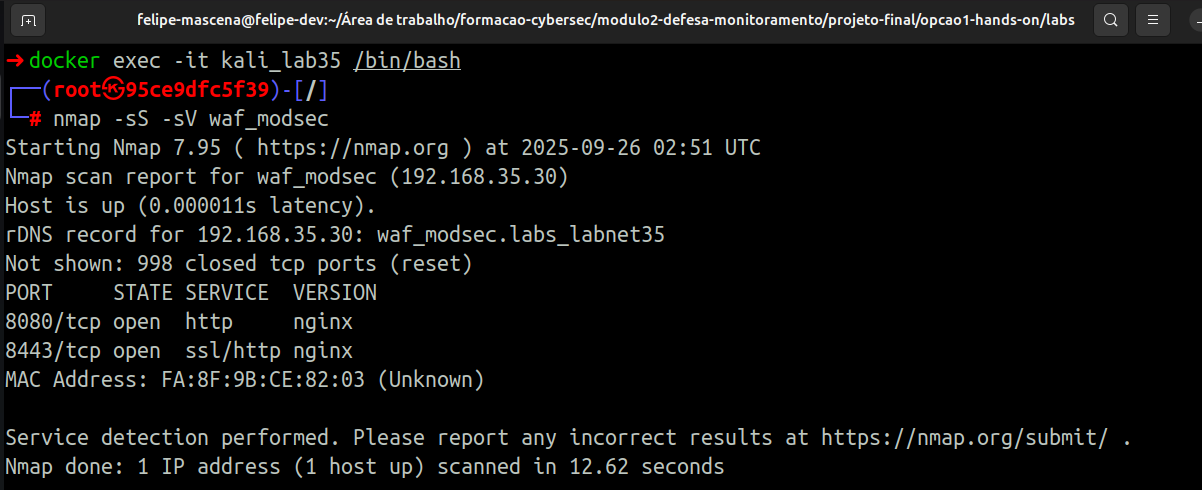 felipe-mascena@felipe-dev:~/Área de trabalho/formacao-cybersec/modulo2-defesa-monitoramento/projeto-final/opcao1-hands-on/labs
➜ docker exec -it kali_lab35 /bin/bash
┌──(root㉿95ce9dfc5f39)-[/]
└─# nmap -sS -sV waf_modsec
Starting Nmap 7.95 ( https://nmap.org ) at 2025-09-26 02:51 UTC
Nmap scan report for waf_modsec (192.168.35.30)
Host is up (0.000011s latency).
rDNS record for 192.168.35.30: waf_modsec.labs_labnet35
Not shown: 998 closed tcp ports (reset)
PORT     STATE SERVICE  VERSION
8080/tcp open  http     nginx
8443/tcp open  ssl/http nginx
MAC Address: FA:8F:9B:CE:82:03 (Unknown)
Service detection performed. Please report any incorrect results at https://nmap.org/submit/ .
Nmap done: 1 IP address (1 host up) scanned in 12.62 seconds